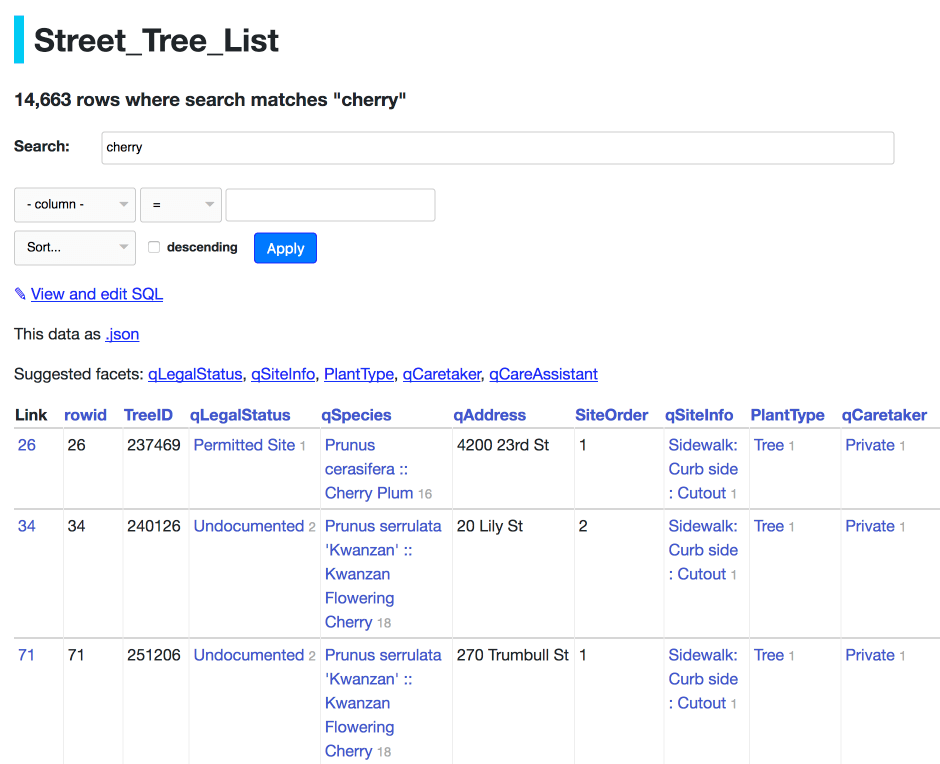 Street_Tree_List
14,663 rows where search matches "cherry"
Search: cherry
- column - =
Sort... descending Apply
✎ View and edit SQL
This data as .json
Suggested facets: qLegalStatus, qSiteInfo, PlantType, qCaretaker, qCareAssistant
Link rowid TreeID qLegalStatus qSpecies qAddress SiteOrder qSiteInfo PlantType qCaretaker
26 26 237469 Permitted Site 1 Prunus 4200 23rd St 1 Sidewalk: Tree 1 Private 1
cerasifera :: Curb side
Cherry Plum 16 : Cutout 1
34 34 240126 Undocumented 2 Prunus serrulata 20 Lily St 2 Sidewalk: Tree 1 Private 1
'Kwanzan' :: Curb side
Kwanzan : Cutout 1
Flowering
Cherry 18
71 71 251206 Undocumented 2 Prunus serrulata 270 Trumbull St 1 Sidewalk: Tree 1 Private 1
'Kwanzan' :: Curb side
Kwanzan : Cutout 1
Flowering
Cherry 18